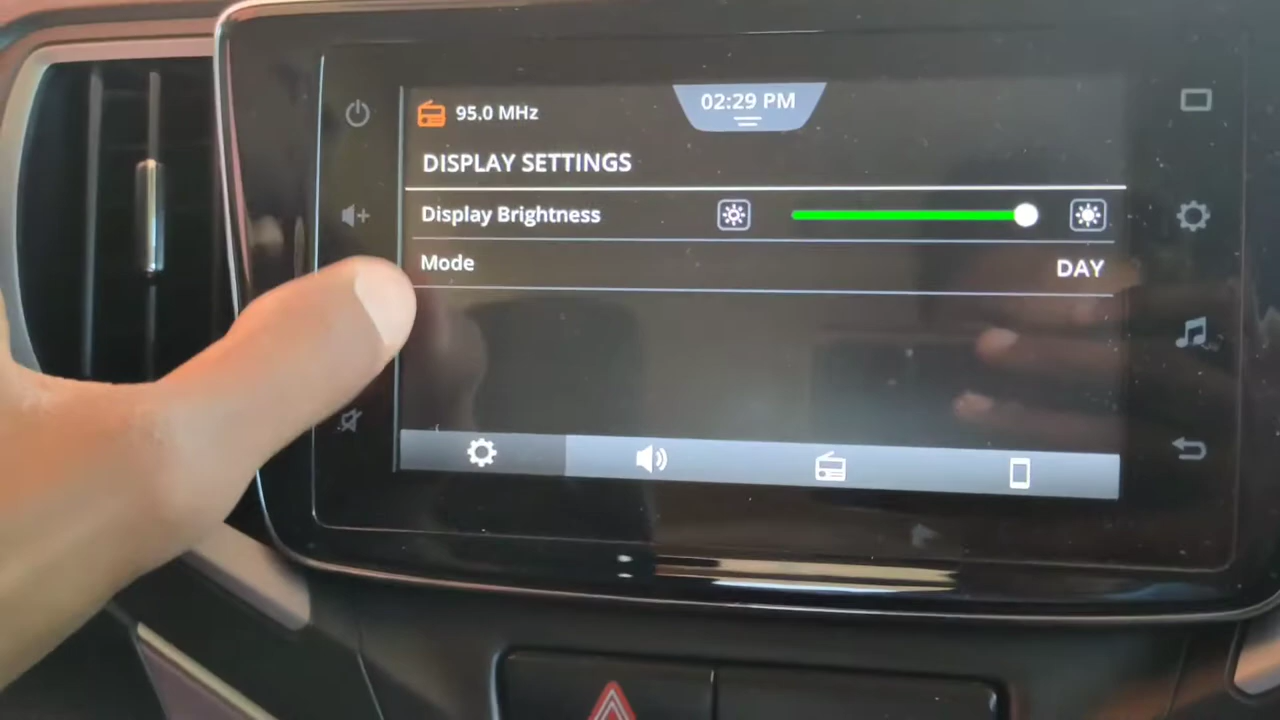 95.0 MHz
02:29 PM
DISPLAY SETTINGS
Display Brightness
Mode
DAY